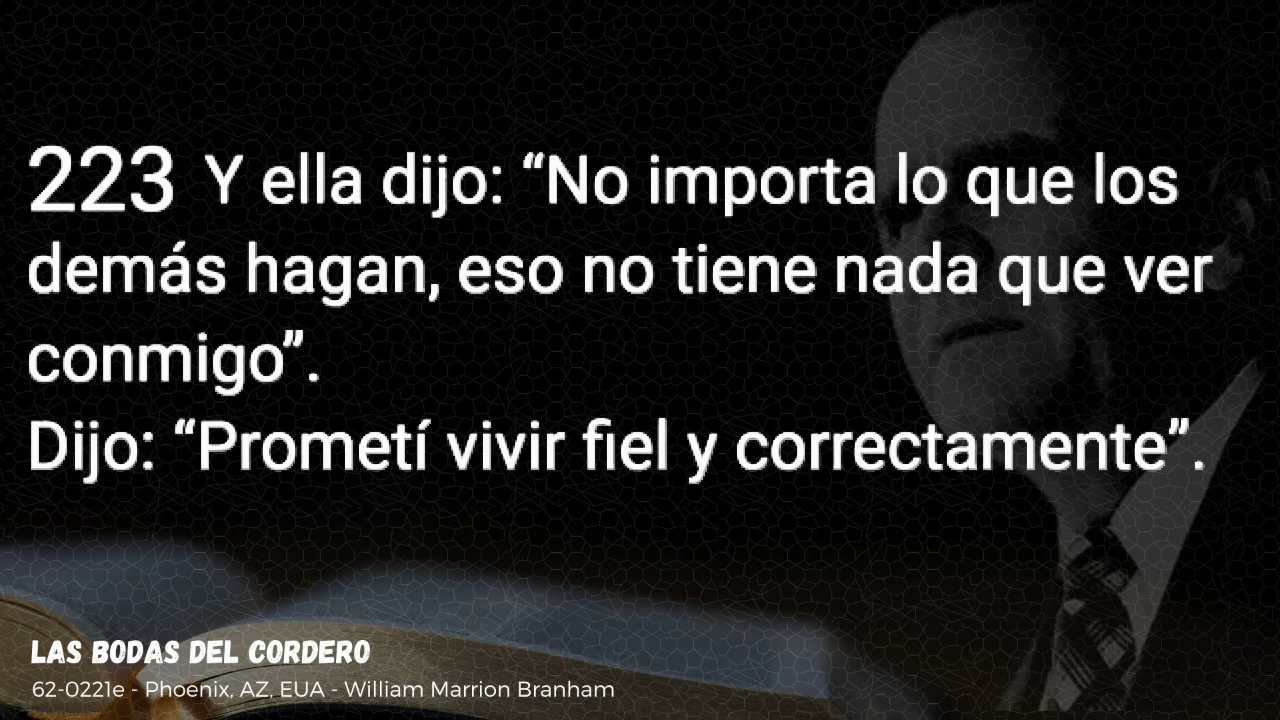 223 Y ella dijo: “No importa lo que los
demás hagan, eso no tiene nada que ver
conmigo”.
Dijo: “Prometí vivir fiel y correctamente”.
LAS BODAS DEL CORDERO
62-0221e - Phoenix, AZ, EUA - William Marrion Branham